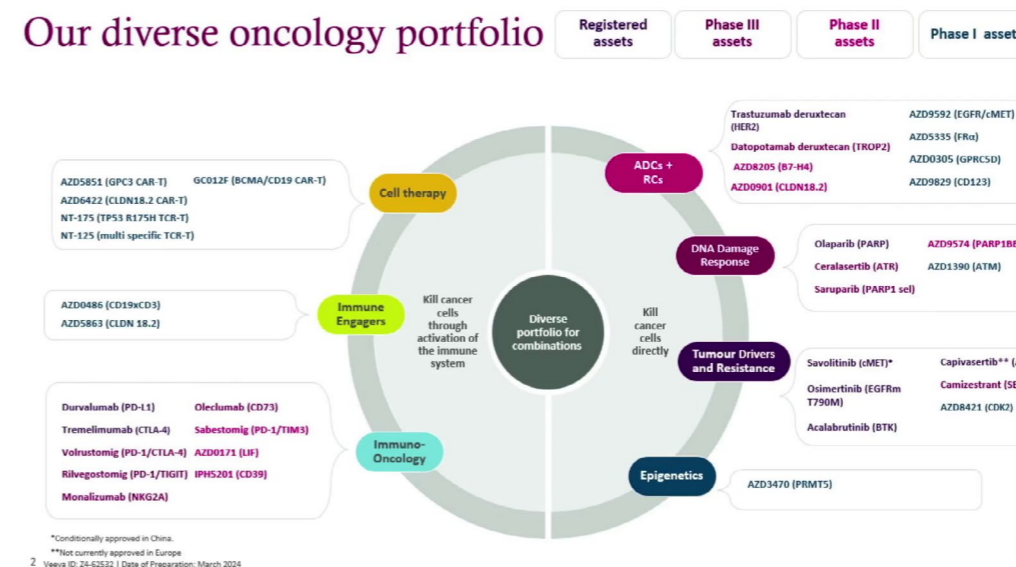 Our diverse oncology portfolio
Registered
assets
Phase III
assets
Phase II
assets
Phase I asset
AZD5851 (GPC3 CAR-T)
AZD6422 (CLDN18.2 CAR-T)
NT-175 (TP53 R175H TCR-T)
NT-125 (multi specific TCR-T)
GC012F (BCMA/CD19 CAR-T)
Cell therapy
AZD0486 (CD19xCD3)
AZD5863 (CLDN 18.2)
Immune
Engagers
Durvalumab (PD-L1)
Tremelimumab (CTLA-4)
Volrustomig (PD-1/CTLA-4)
Rilvegostomig (PD-1/TIGIT)
Monalizumab (NKG2A)
Oleclumab (CD73)
Sabestomig (PD-1/TIM3)
AZD0171 (LIF)
IPH5201 (CD39)
Immuno-
Oncology
Kill cancer
cells
through
activation of
the immune
system
Diverse
portfolio for
combinations
Kill
cancer
cells
directly
ADCs +
RCs
Trastuzumab deruxtecan
(HER2)
Datopotamab deruxtecan (TROP2)
AZD8205 (B7-H4)
AZD0901 (CLDN18.2)
AZD9592 (EGFR/cMET)
AZD5335 (FRα)
AZD0305 (GPRC5D)
AZD9829 (CD123)
DNA Damage
Response
Olaparib (PARP)
Ceralasertib (ATR)
Saruparib (PARP1 sel)
AZD9574 (PARP1BB
AZD1390 (ATM)
Tumour Drivers
and Resistance
Savolitinib (cMET)*
Osimertinib (EGFRm
T790M)
Acalabrutinib (BTK)
Capivasertib** (A
Camizestrant (SE
AZD8421 (CDK2)
Epigenetics
AZD3470 (PRMT5)
*Conditionally approved in China.
**Not currently approved in Europe
2 Veeva ID: Z4-62532 | Date of Preparation: March 2024